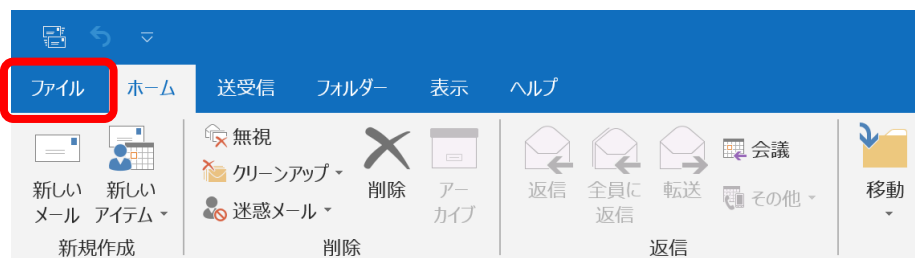 ファイル ホーム 送受信 フォルダー 表示 ヘルプ
新しい
メール
新しい
アイテム
新規作成
無視
クリーンアップ
迷惑メール
削除
アー
カイブ
削除
返信
全員に
返信
転送
会議
その他
返信
移動